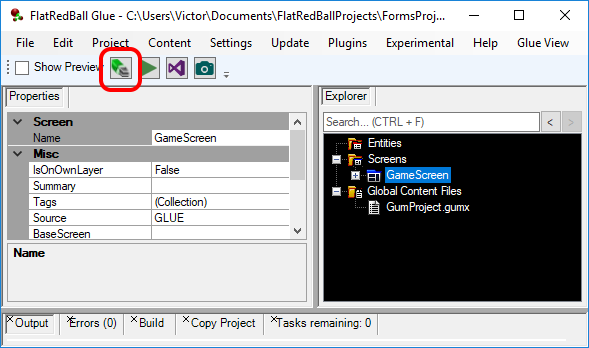 FlatRedBall Glue - C:\Users\Victor\Documents\FlatRedBallProjects\FormsProj...
File Edit Project Content Settings Update Plugins Experimental Help Glue View
Show Preview
Properties
Screen
Name GameScreen
Misc
IsOnOwnLayer False
Summary
Tags (Collection)
Source GLUE
BaseScreen
Name
Explorer
Search... (CTRL + F) < >
Entities
Screens
GameScreen
Global Content Files
GumProject.gumx
Output Errors (0) Build Copy Project Tasks remaining: 0